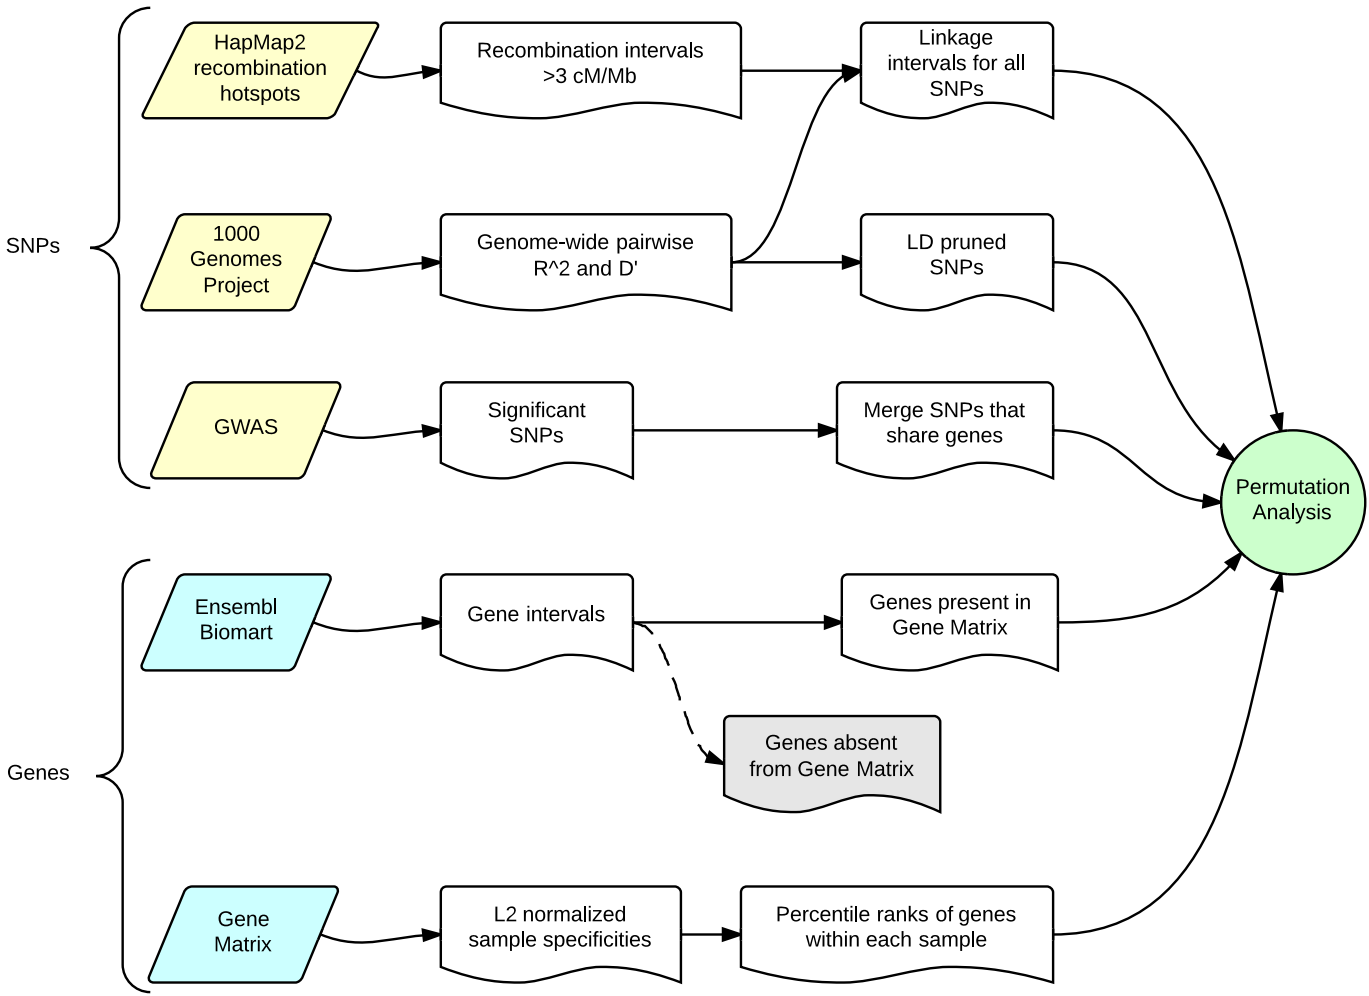 SNPs
HapMap2
recombination
hotspots
Recombination intervals
>3 cM/Mb
Linkage
intervals for all
SNPs
1000
Genomes
Project
Genome-wide pairwise
R^2 and D'
LD pruned
SNPs
GWAS
Significant
SNPs
Merge SNPs that
share genes
Permutation
Analysis
Genes
Ensembl
Biomart
Gene intervals
Genes present in
Gene Matrix
Genes absent
from Gene Matrix
Gene
Matrix
L2 normalized
sample specificities
Percentile ranks of genes
within each sample